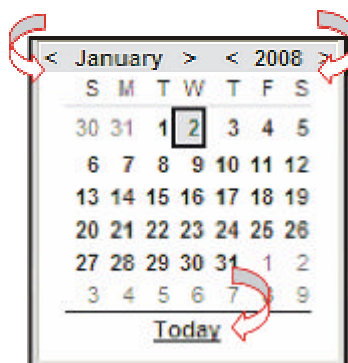 < January > < 2008 >
S M T W T F S
30 31 1 2 3 4 5
6 7 8 9 10 11 12
13 14 15 16 17 18 19
20 21 22 23 24 25 26
27 28 29 30 31 1 2
3 4 5 6 7 8 9
Today